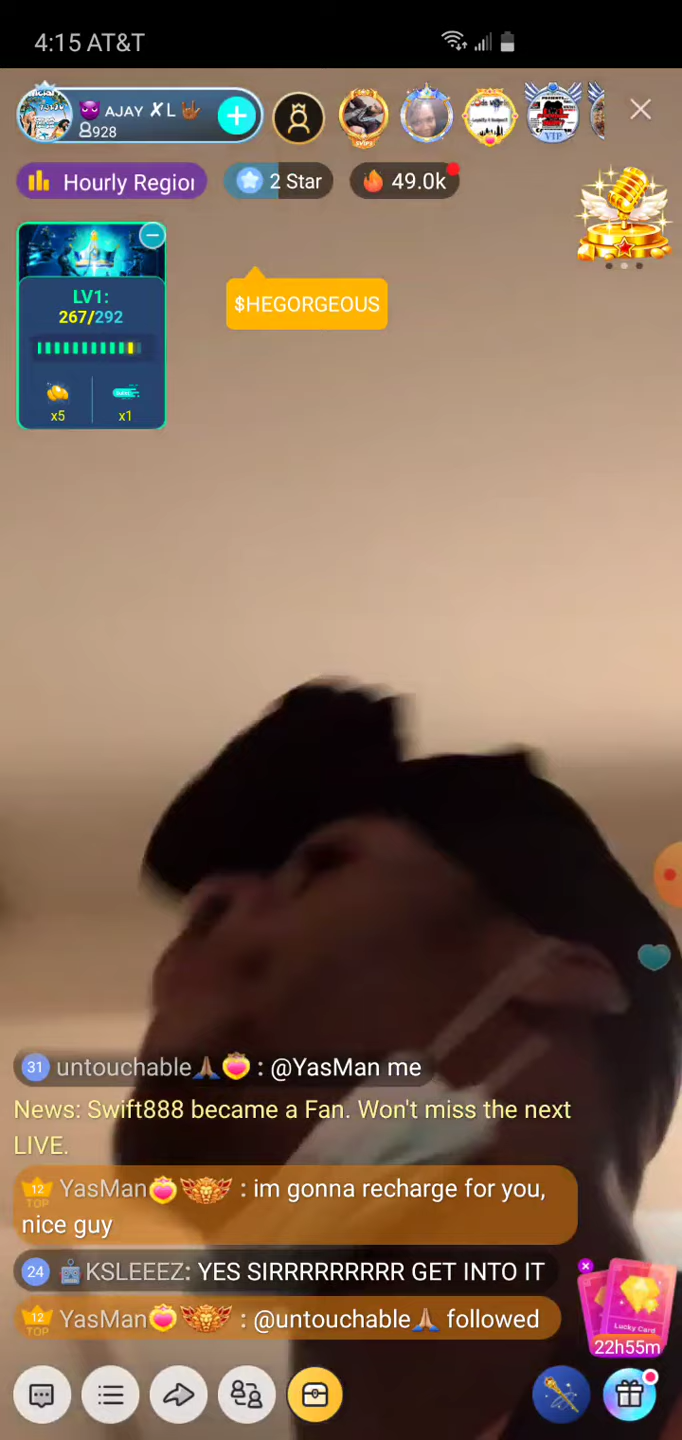 4:15 AT&T
😈 AJAY ✗L 🤟🏾
928
VIP
Hourly Region
2 Star
49.0k
LV1:
267/292
x5
x1
$HEGORGEOUS
31 untouchable🙏🏾💝 : @YasMan me
News: Swift888 became a Fan. Won't miss the next
LIVE.
12 TOP YasMan💝 : im gonna recharge for you,
nice guy
24 🤖KSLEEEZ: YES SIRRRRRRRRR GET INTO IT
12 TOP YasMan💝 : @untouchable🙏🏾 followed
Lucky Card
22h55m